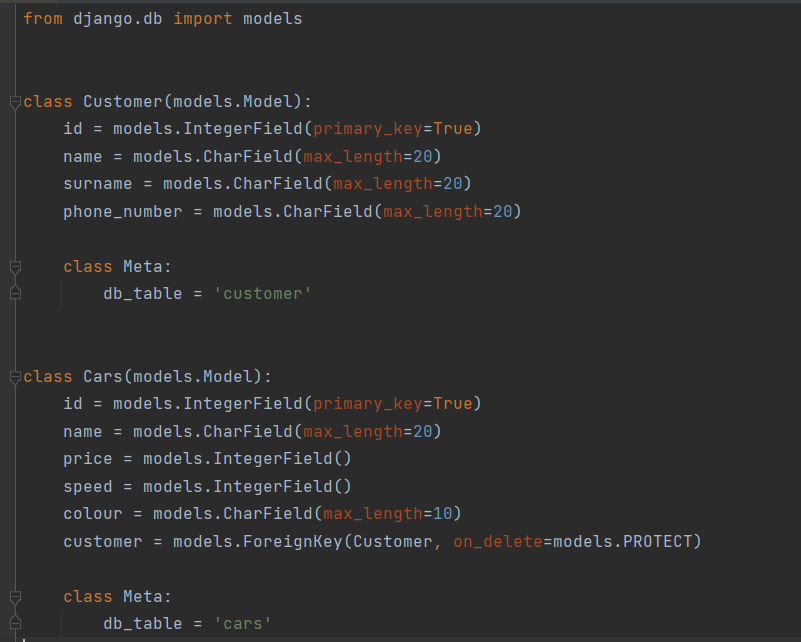 from django.db import models
class Customer(models.Model):
    id = models.IntegerField(primary_key=True)
    name = models.CharField(max_length=20)
    surname = models.CharField(max_length=20)
    phone_number = models.CharField(max_length=20)
    class Meta:
        db_table = 'customer'
class Cars(models.Model):
    id = models.IntegerField(primary_key=True)
    name = models.CharField(max_length=20)
    price = models.IntegerField()
    speed = models.IntegerField()
    colour = models.CharField(max_length=10)
    customer = models.ForeignKey(Customer, on_delete=models.PROTECT)
    class Meta:
        db_table = 'cars'